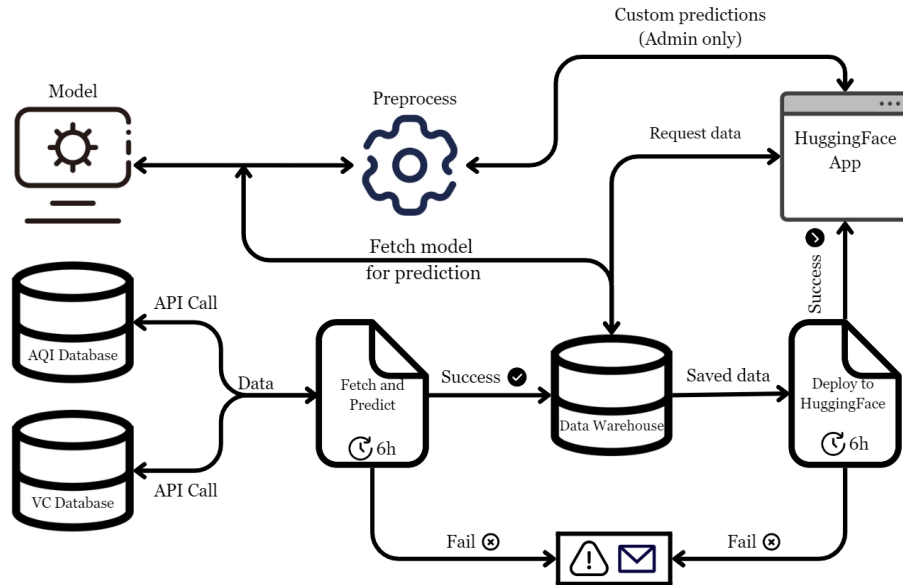 Custom predictions
(Admin only)
Model
Preprocess
Request data
HuggingFace
App
Fetch model
for prediction
Success
API Call
AQI Database
Data
Fetch and
Predict
6h
Success
Data Warehouse
Saved data
Deploy to
HuggingFace
6h
API Call
VC Database
Fail
Fail